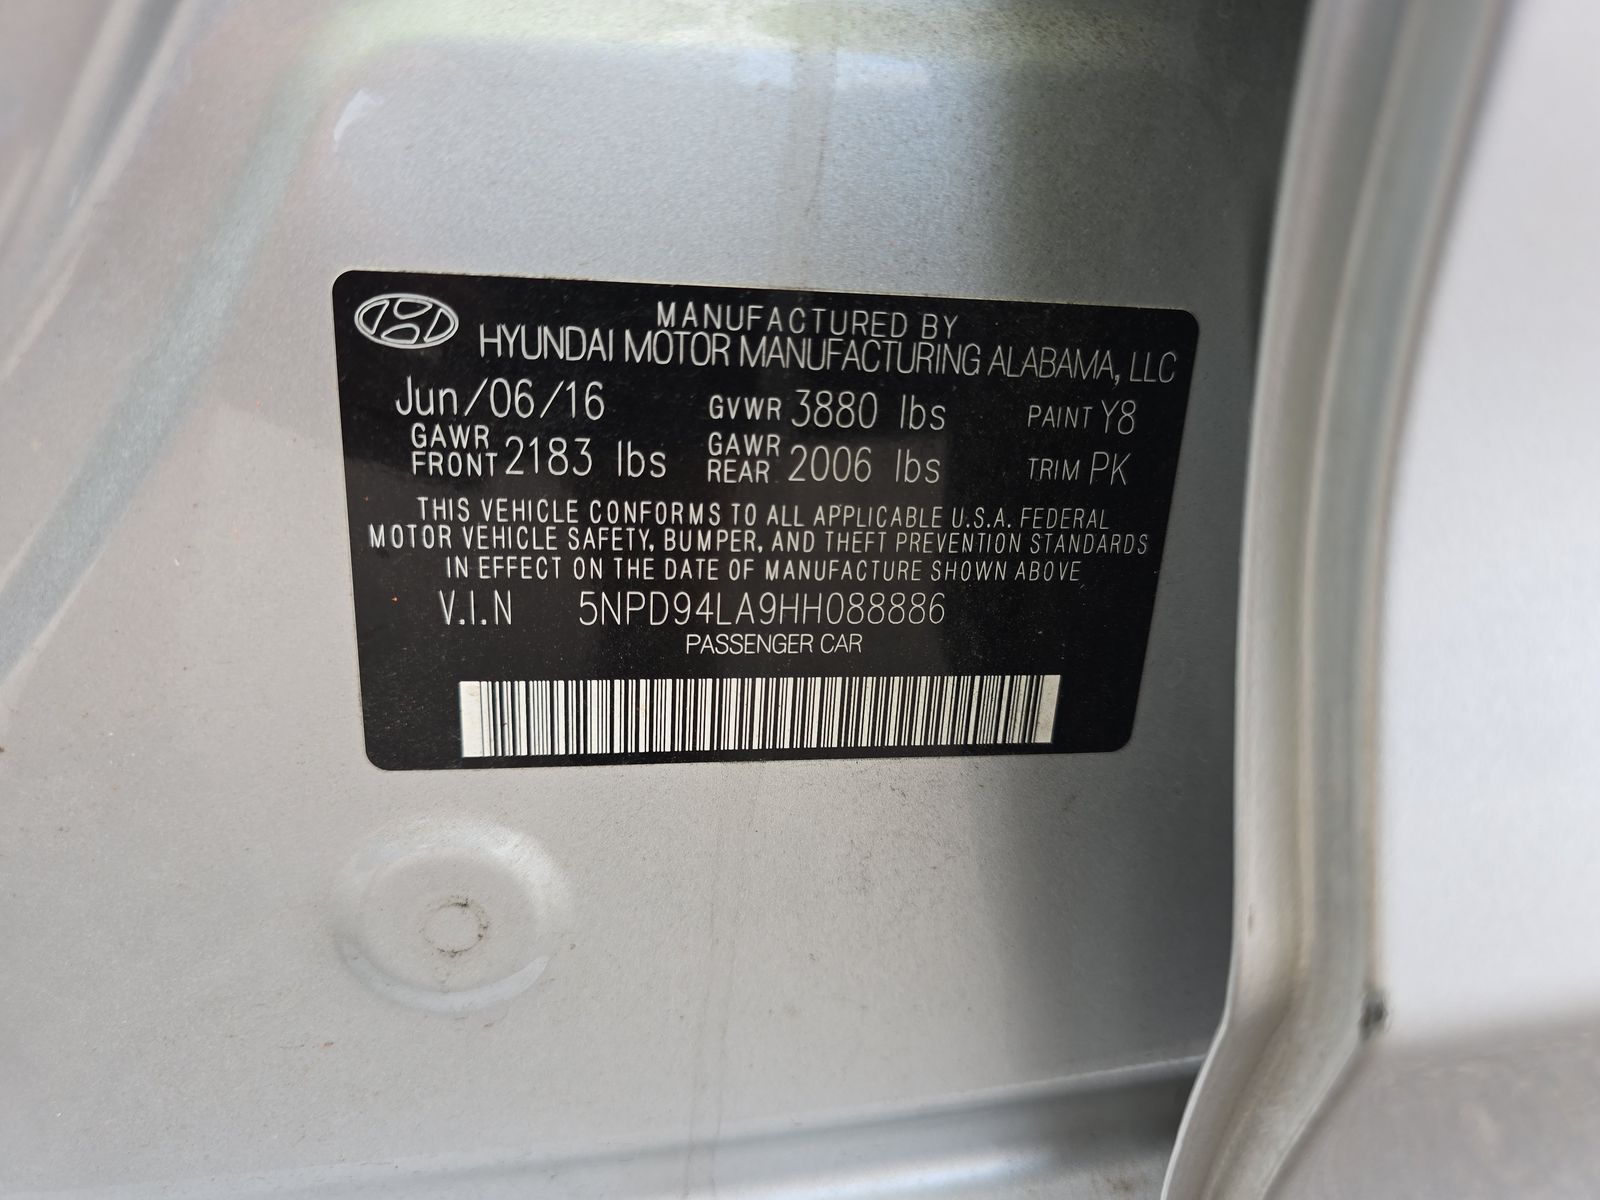 MANUFACTURED BY
HYUNDAI MOTOR MANUFACTURING ALABAMA, LLC
Jun/06/16 GVWR 3880 lbs PAINT Y8
GAWR FRONT 2183 lbs GAWR REAR 2006 lbs TRIM PK
THIS VEHICLE CONFORMS TO ALL APPLICABLE U.S.A. FEDERAL
MOTOR VEHICLE SAFETY, BUMPER, AND THEFT PREVENTION STANDARDS
IN EFFECT ON THE DATE OF MANUFACTURE SHOWN ABOVE
V.I.N 5NPD94LA9HH088886
PASSENGER CAR